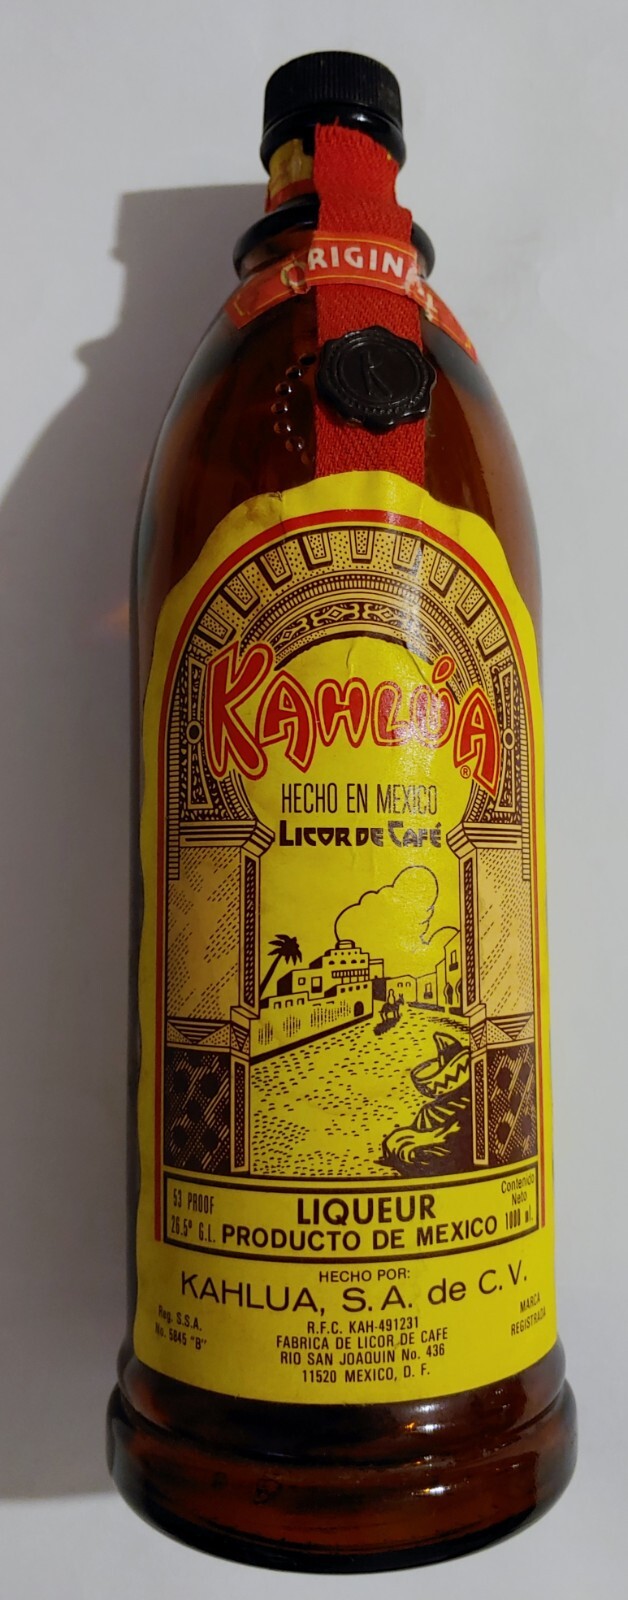 ORIGINAL
K
KAHLÚA
®
HECHO EN MEXICO
LICOR DE CAFÉ
53 PROOF
26.5° G.L.
LIQUEUR
PRODUCTO DE MEXICO
Contenido
Neto
1000 ml.
HECHO POR:
KAHLUA, S.A. de C.V.
Reg. S.S.A.
No. 5845 "B"
R.F.C. KAH-491231
FABRICA DE LICOR DE CAFE
RIO SAN JOAQUIN No. 436
11520 MEXICO, D. F.
MARCA
REGISTRADA